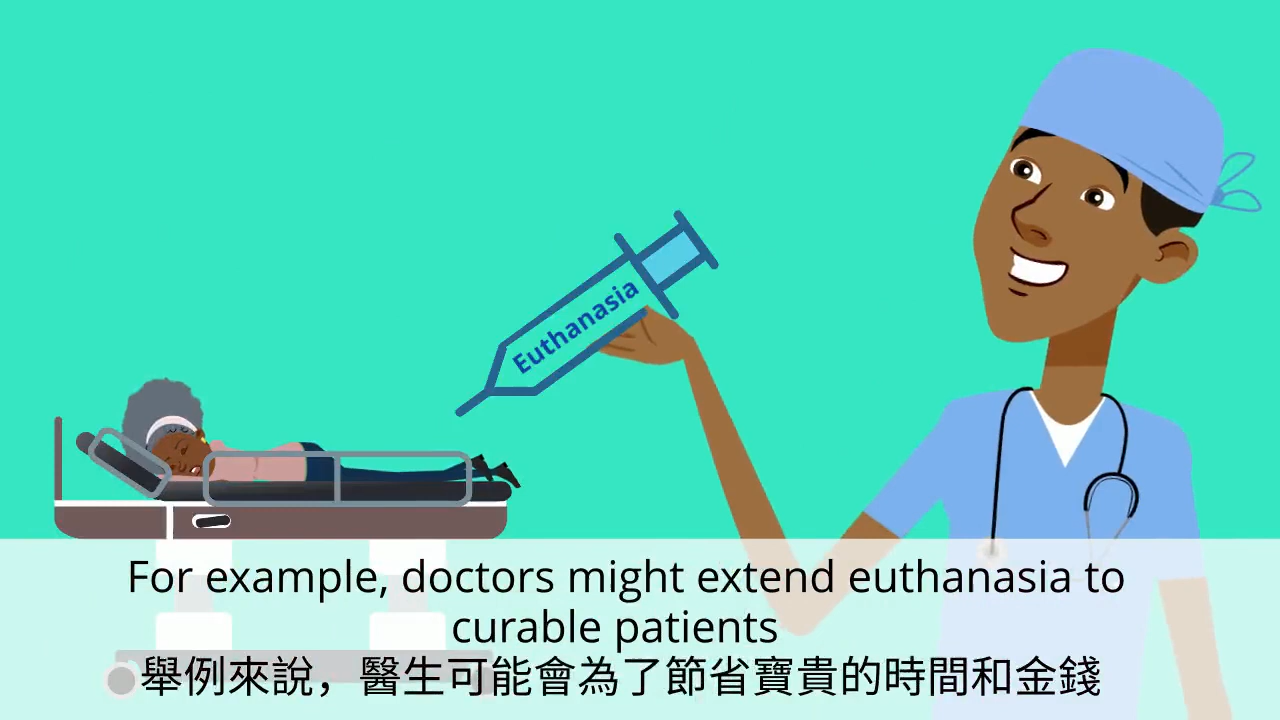 Euthanasia
For example, doctors might extend euthanasia to
curable patients
舉例來說，醫生可能會為了節省寶貴的時間和金錢